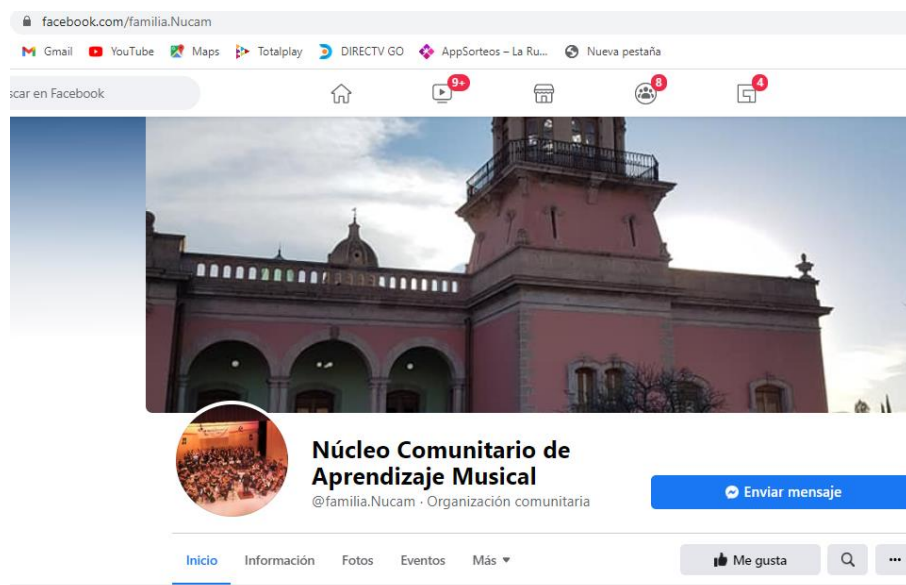 facebook.com/familia.Nucam
Gmail YouTube Maps Totalplay DIRECTV GO AppSorteos – La Ru... Nueva pestaña
scar en Facebook
9+ 8 4
Núcleo Comunitario de
Aprendizaje Musical
@familia.Nucam · Organización comunitaria
Enviar mensaje
Inicio Información Fotos Eventos Más Me gusta